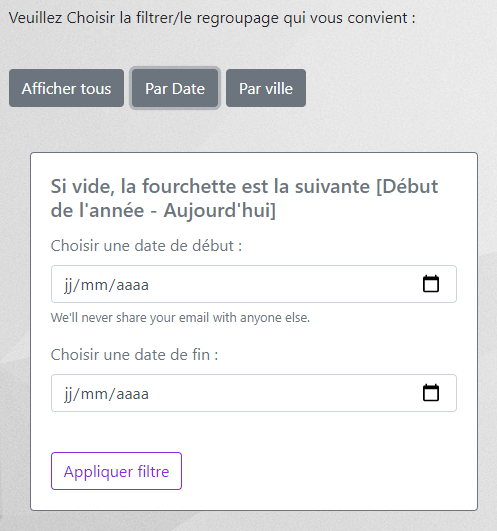 Veuillez Choisir la filtrer/le regroupage qui vous convient :
Afficher tous
Par Date
Par ville
Si vide, la fourchette est la suivante [Début
de l'année - Aujourd'hui]
Choisir une date de début :
jj/mm/aaaa
We'll never share your email with anyone else.
Choisir une date de fin :
jj/mm/aaaa
Appliquer filtre